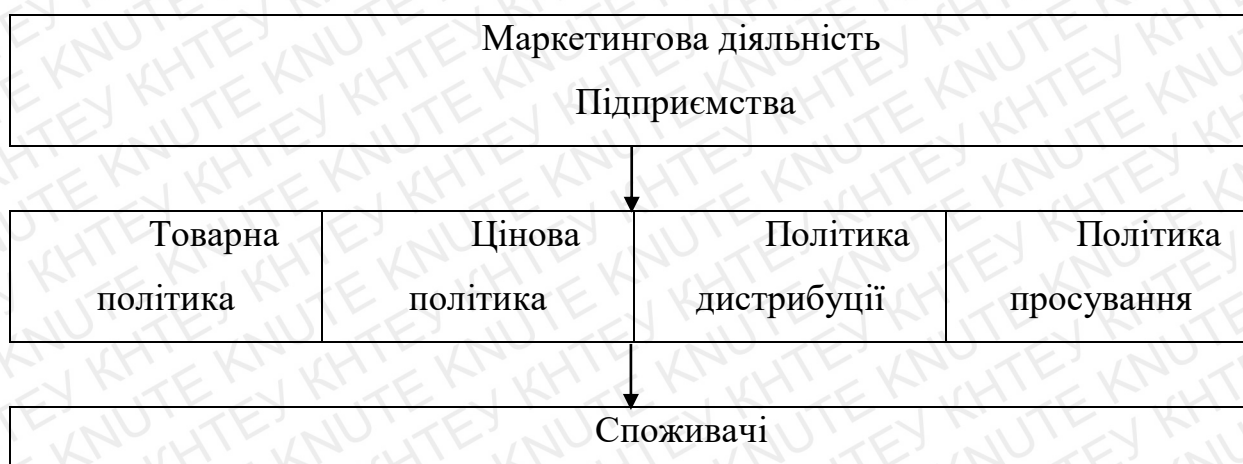 Маркетингова діяльність
Підприємства
Товарна політика
Цінова політика
Політика дистрибуції
Політика просування
Споживачі